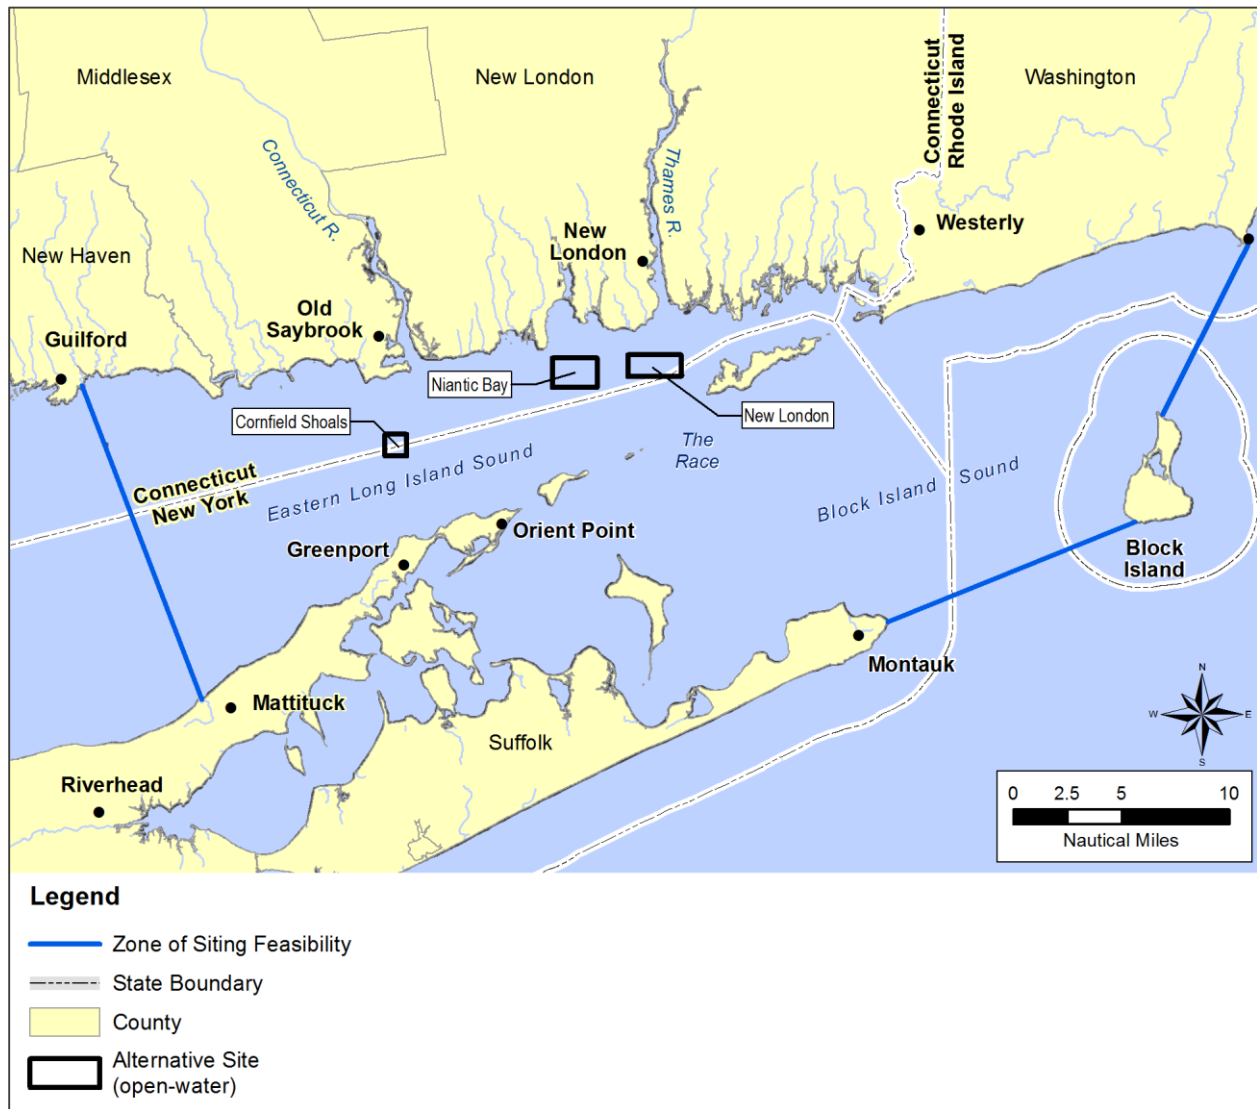 Middlesex
New London
Washington
Connecticut
Rhode Island
Connecticut R.
Thames R.
New Haven
New
London
Westerly
Old
Saybrook
Guilford
Niantic Bay
New London
Cornfield Shoals
The
Race
Connecticut
New York
Eastern Long Island Sound
Block Island Sound
Orient Point
Greenport
Block
Island
Montauk
Mattituck
Suffolk
Riverhead
N
W
E
S
0 2.5 5 10
Nautical Miles
Legend
Zone of Siting Feasibility
State Boundary
County
Alternative Site
(open-water)